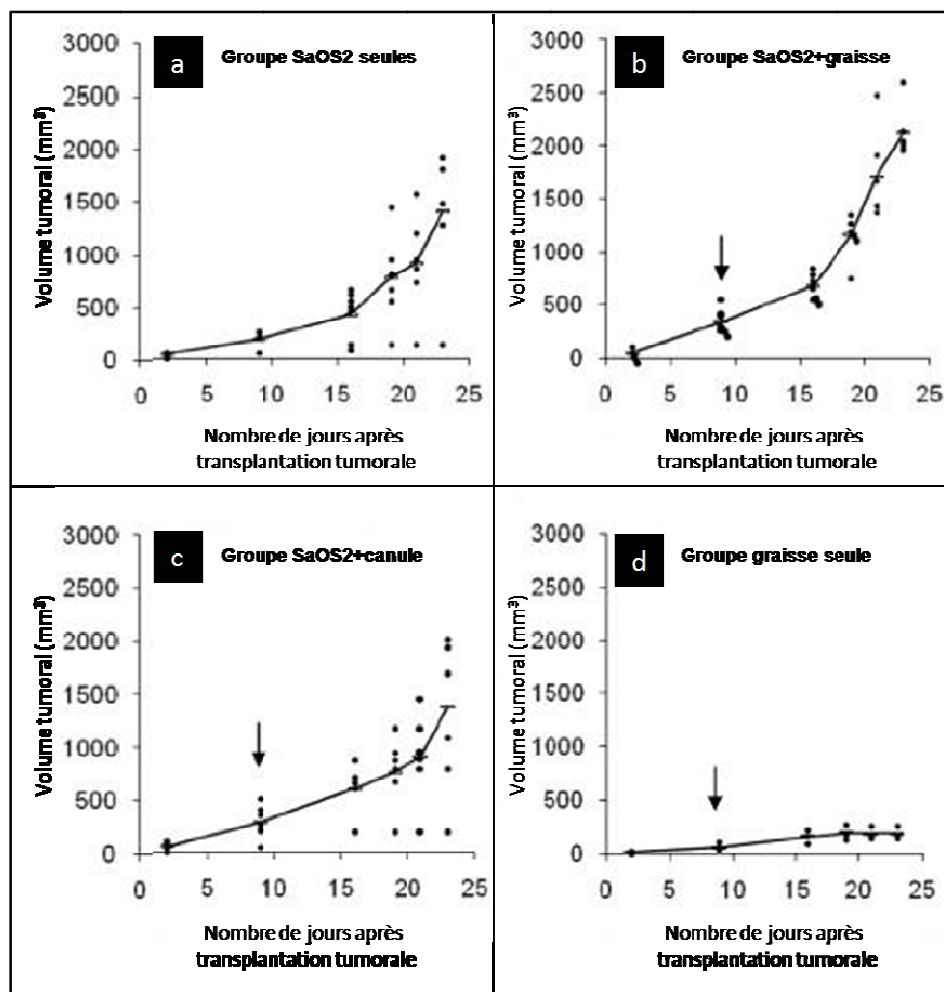 a
Groupe SaOS2 seules
3000
2500
2000
1500
1000
500
0
Volume tumoral (mm³)
0 5 10 15 20 25
Nombre de jours après
transplantation tumorale
b
Groupe SaOS2+graisse
3000
2500
2000
1500
1000
500
0
Volume tumoral (mm³)
0 5 10 15 20 25
Nombre de jours après
transplantation tumorale
c
Groupe SaOS2+canule
3000
2500
2000
1500
1000
500
0
Volume tumoral (mm³)
0 5 10 15 20 25
Nombre de jours après
transplantation tumorale
d
Groupe graisse seule
3000
2500
2000
1500
1000
500
0
Volume tumoral (mm³)
0 5 10 15 20 25
Nombre de jours après
transplantation tumorale